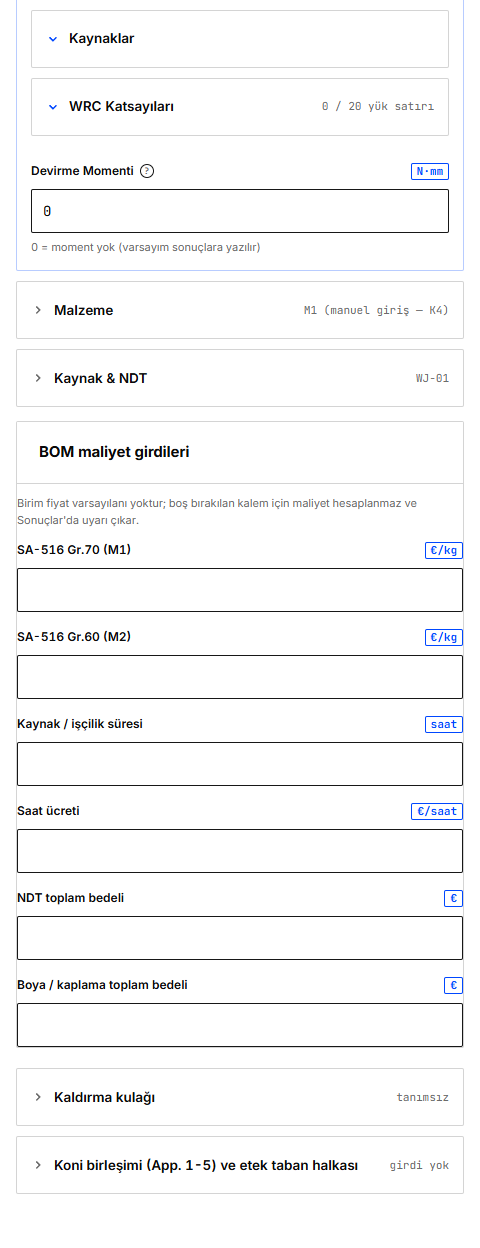 Kaynaklar
WRC Katsayıları 0 / 20 yük satırı
Devirme Momenti ? N·mm
0
0 = moment yok (varsayım sonuçlara yazılır)
Malzeme M1 (manuel giriş — K4)
Kaynak & NDT WJ-01
BOM maliyet girdileri
Birim fiyat varsayılanı yoktur; boş bırakılan kalem için maliyet hesaplanmaz ve
Sonuçlar'da uyarı çıkar.
SA-516 Gr.70 (M1) €/kg
SA-516 Gr.60 (M2) €/kg
Kaynak / işçilik süresi saat
Saat ücreti €/saat
NDT toplam bedeli €
Boya / kaplama toplam bedeli €
Kaldırma kulağı tanımsız
Koni birleşimi (App. 1-5) ve etek taban halkası girdi yok